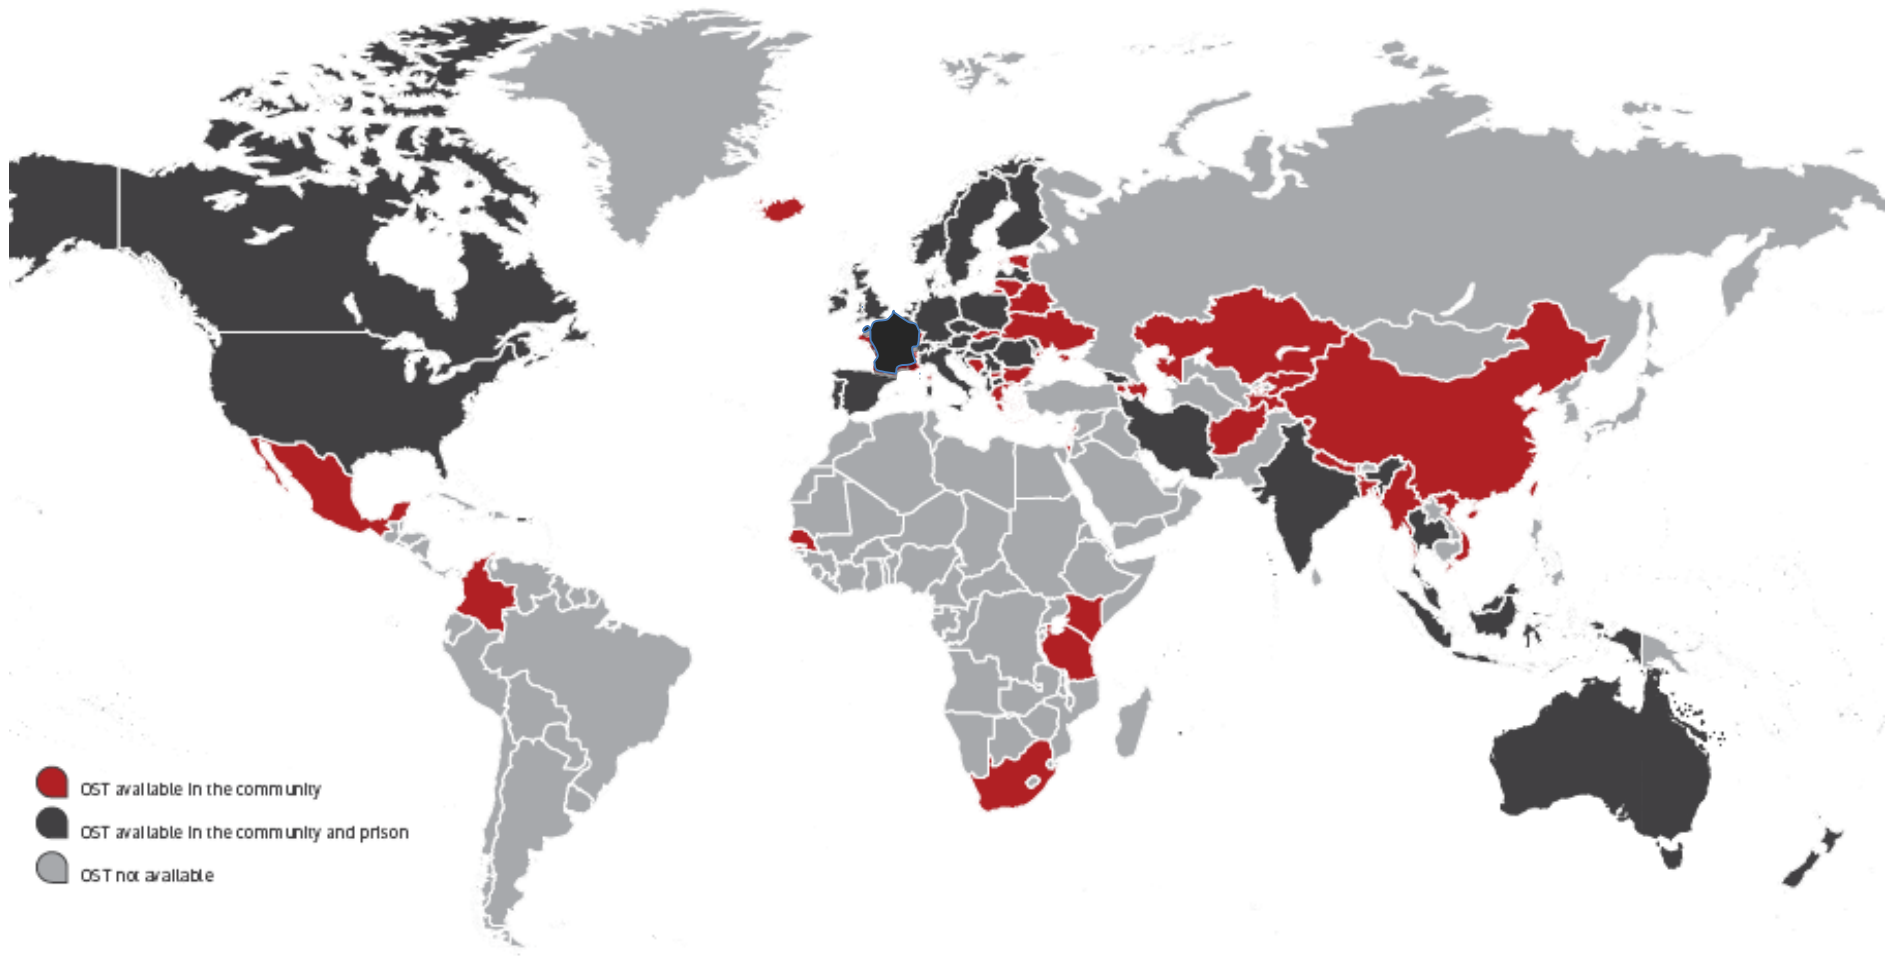 OST available in the community
OST available in the community and prison
OST not available